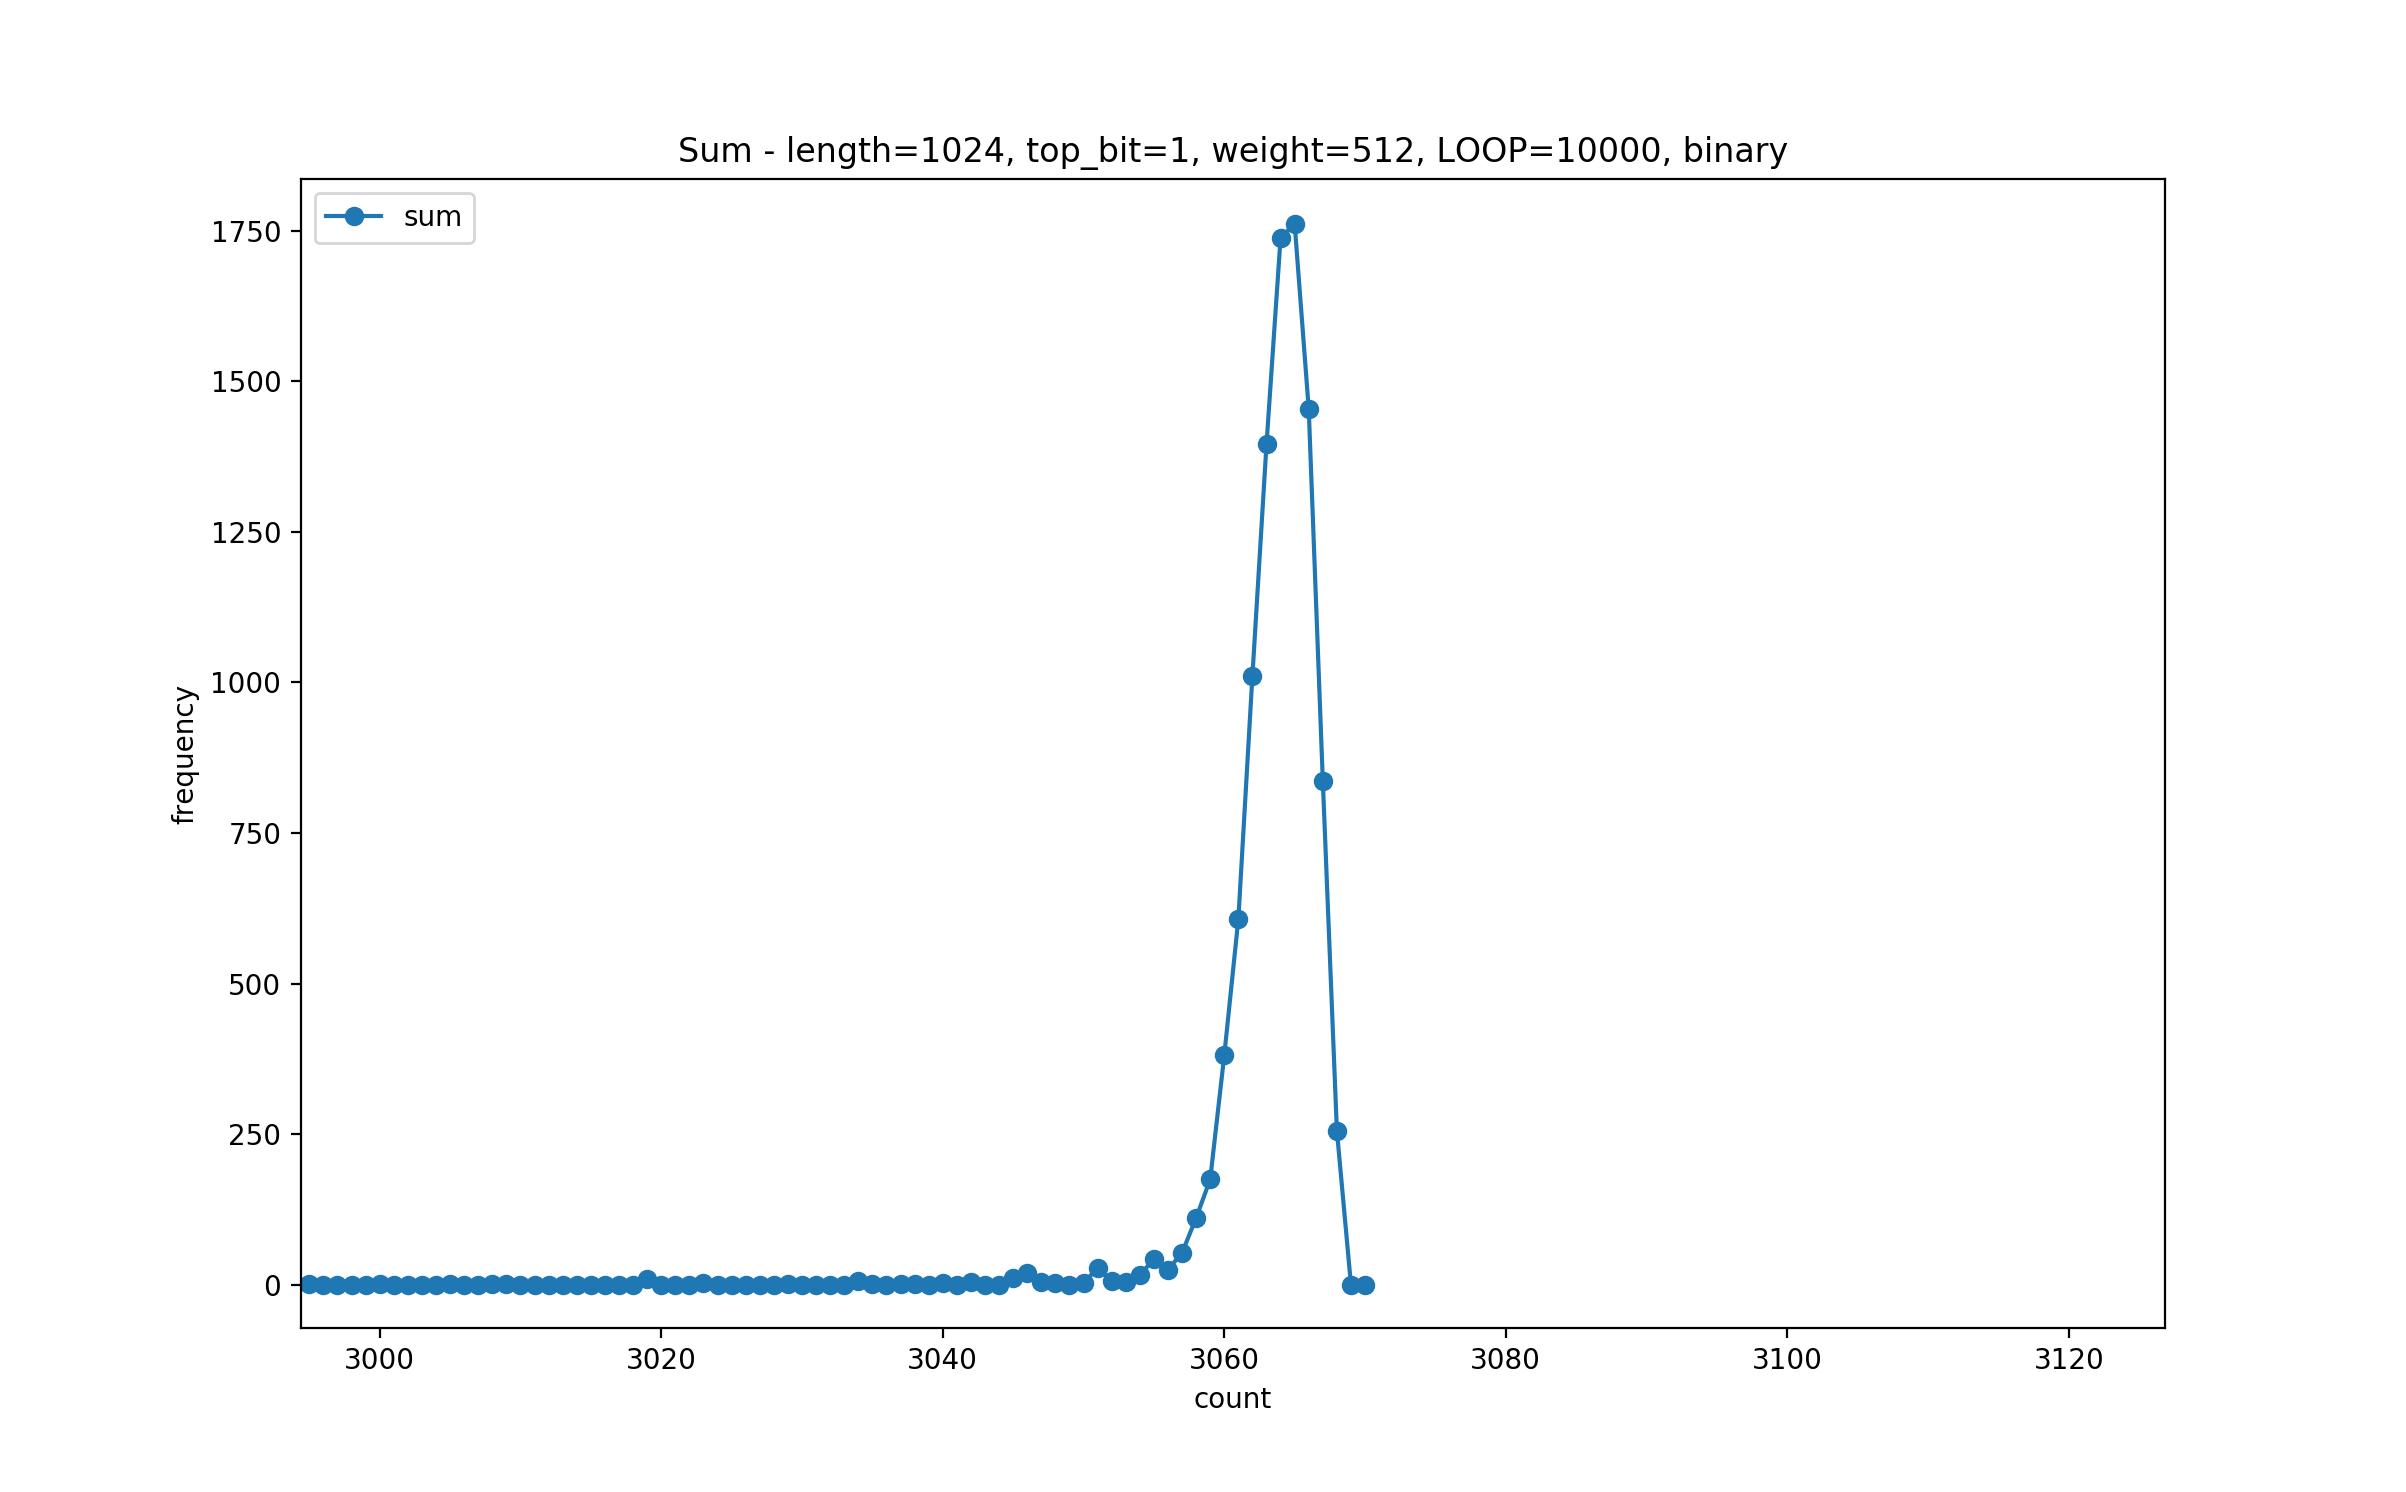 Sum - length=1024, top_bit=1, weight=512, LOOP=10000, binary
sum
1750
1500
1250
1000
750
500
250
0
frequency
3000 3020 3040 3060 3080 3100 3120
count